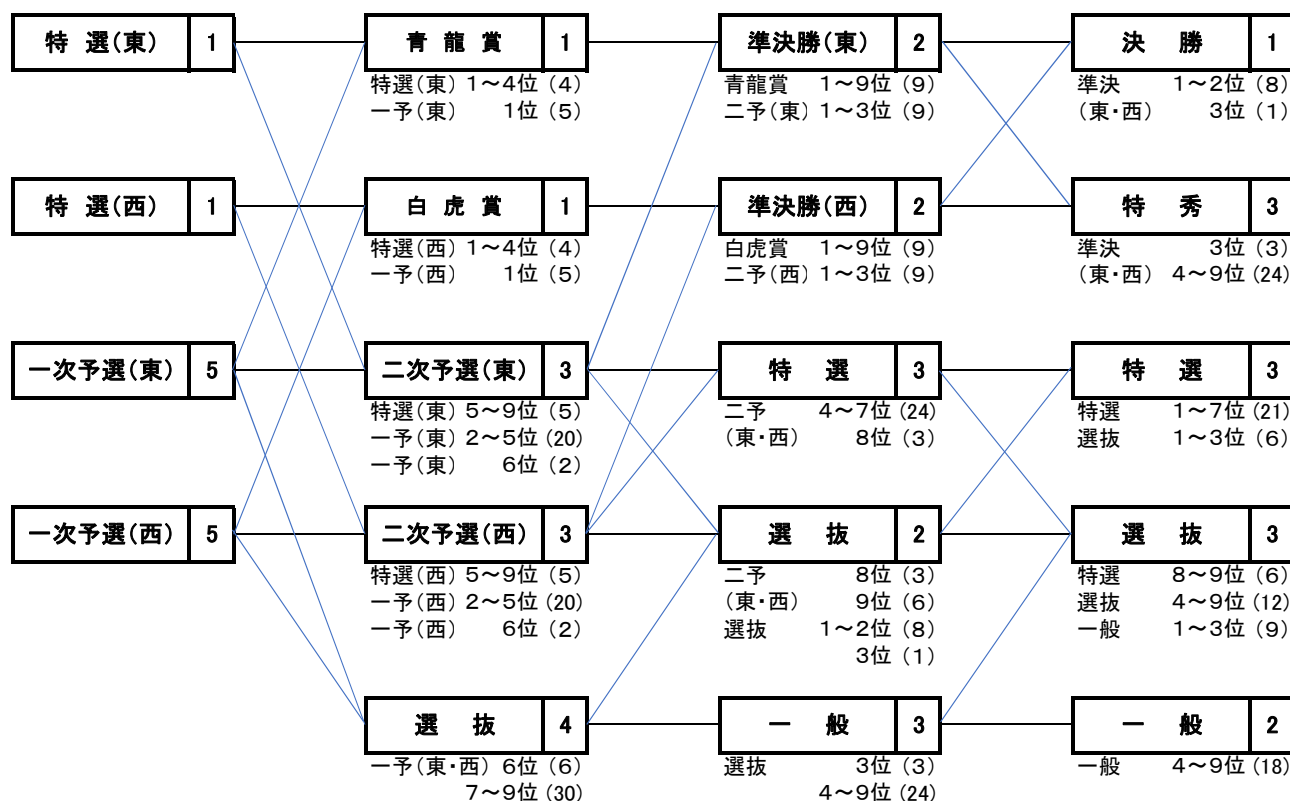 特 選(東) 1
青 龍 賞 1
準決勝(東) 2
決 勝 1
特選(東) 1～4位 (4)
一予(東) 1位 (5)
青龍賞 1～9位 (9)
二予(東) 1～3位 (9)
準決 1～2位 (8)
(東・西) 3位 (1)
特 選(西) 1
白 虎 賞 1
準決勝(西) 2
特 秀 3
特選(西) 1～4位 (4)
一予(西) 1位 (5)
白虎賞 1～9位 (9)
二予(西) 1～3位 (9)
準決 3位 (3)
(東・西) 4～9位 (24)
一次予選(東) 5
二次予選(東) 3
特 選 3
特 選 3
特選(東) 5～9位 (5)
一予(東) 2～5位 (20)
一予(東) 6位 (2)
二予 4～7位 (24)
(東・西) 8位 (3)
特選 1～7位 (21)
選抜 1～3位 (6)
一次予選(西) 5
二次予選(西) 3
選 抜 2
選 抜 3
特選(西) 5～9位 (5)
一予(西) 2～5位 (20)
一予(西) 6位 (2)
二予 8位 (3)
(東・西) 9位 (6)
選抜 1～2位 (8)
3位 (1)
特選 8～9位 (6)
選抜 4～9位 (12)
一般 1～3位 (9)
選 抜 4
一 般 3
一 般 2
一予(東・西) 6位 (6)
7～9位 (30)
選抜 3位 (3)
4～9位 (24)
一般 4～9位 (18)